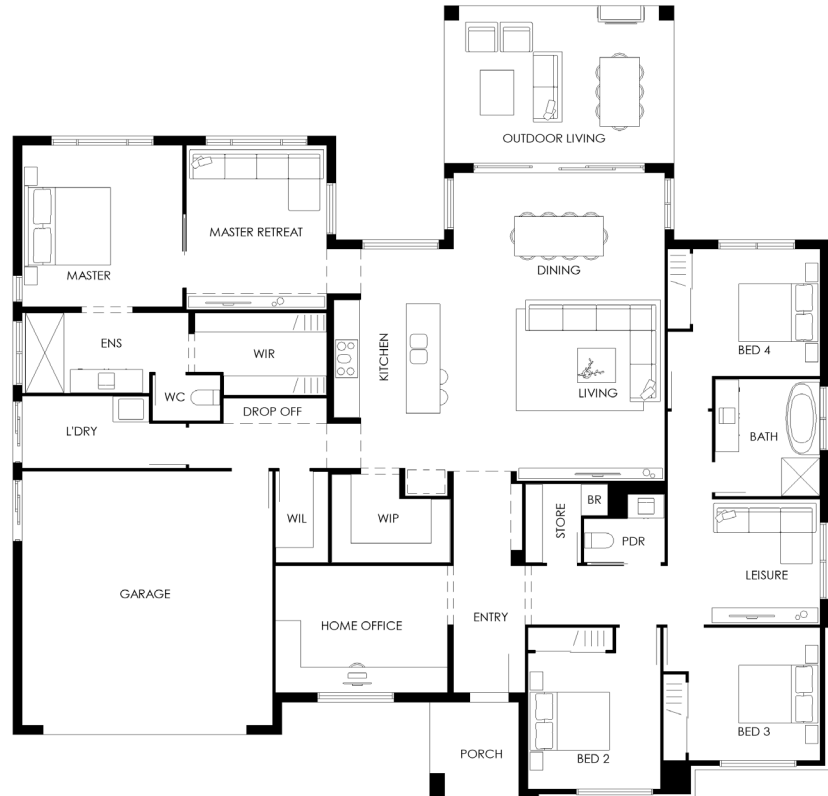 OUTDOOR LIVING
MASTER RETREAT
MASTER
DINING
ENS
WIR
KITCHEN
BED 4
LIVING
WC
DROP OFF
L'DRY
BATH
BR
WIL
WIP
STORE
PDR
LEISURE
GARAGE
HOME OFFICE
ENTRY
PORCH
BED 2
BED 3